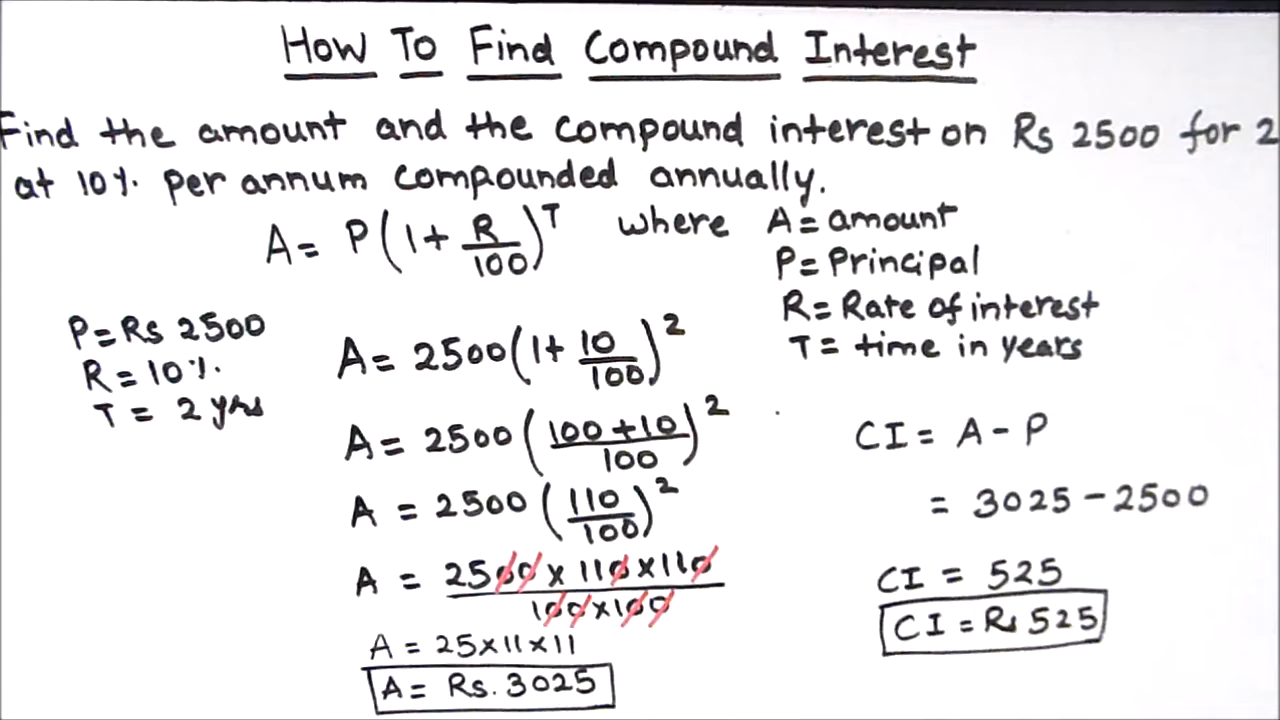 How To Find Compound Interest
Find the amount and the compound interest on Rs 2500 for 2
at 10%. per annum compounded annually.
A = P(1 + R/100)^T where A = amount
P = Principal
R = Rate of interest
T = time in years
P = Rs 2500
R = 10%.
T = 2 yrs
A = 2500(1 + 10/100)^2
A = 2500(100+10/100)^2
A = 2500(110/100)^2
A = 2500 x 110 x 110/100 x 100
A = 25 x 11 x 11
A = Rs. 3025
CI = A - P
= 3025 - 2500
CI = 525
CI = Rs 525